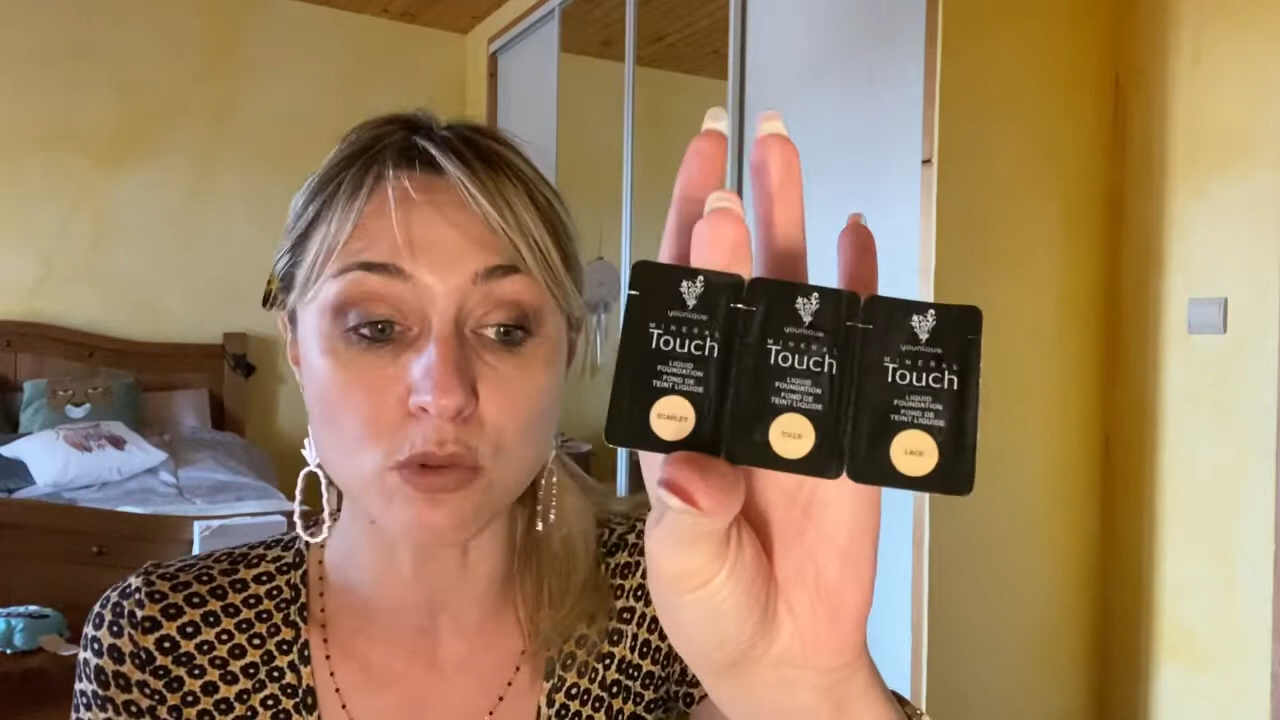 younique
MINERAL
Touch
LIQUID
FOUNDATION
FOND DE
TEINT LIQUIDE
SCARLET
younique
MINERAL
Touch
LIQUID
FOUNDATION
FOND DE
TEINT LIQUIDE
TULLE
younique
MINERAL
Touch
LIQUID
FOUNDATION
FOND DE
TEINT LIQUIDE
LACE